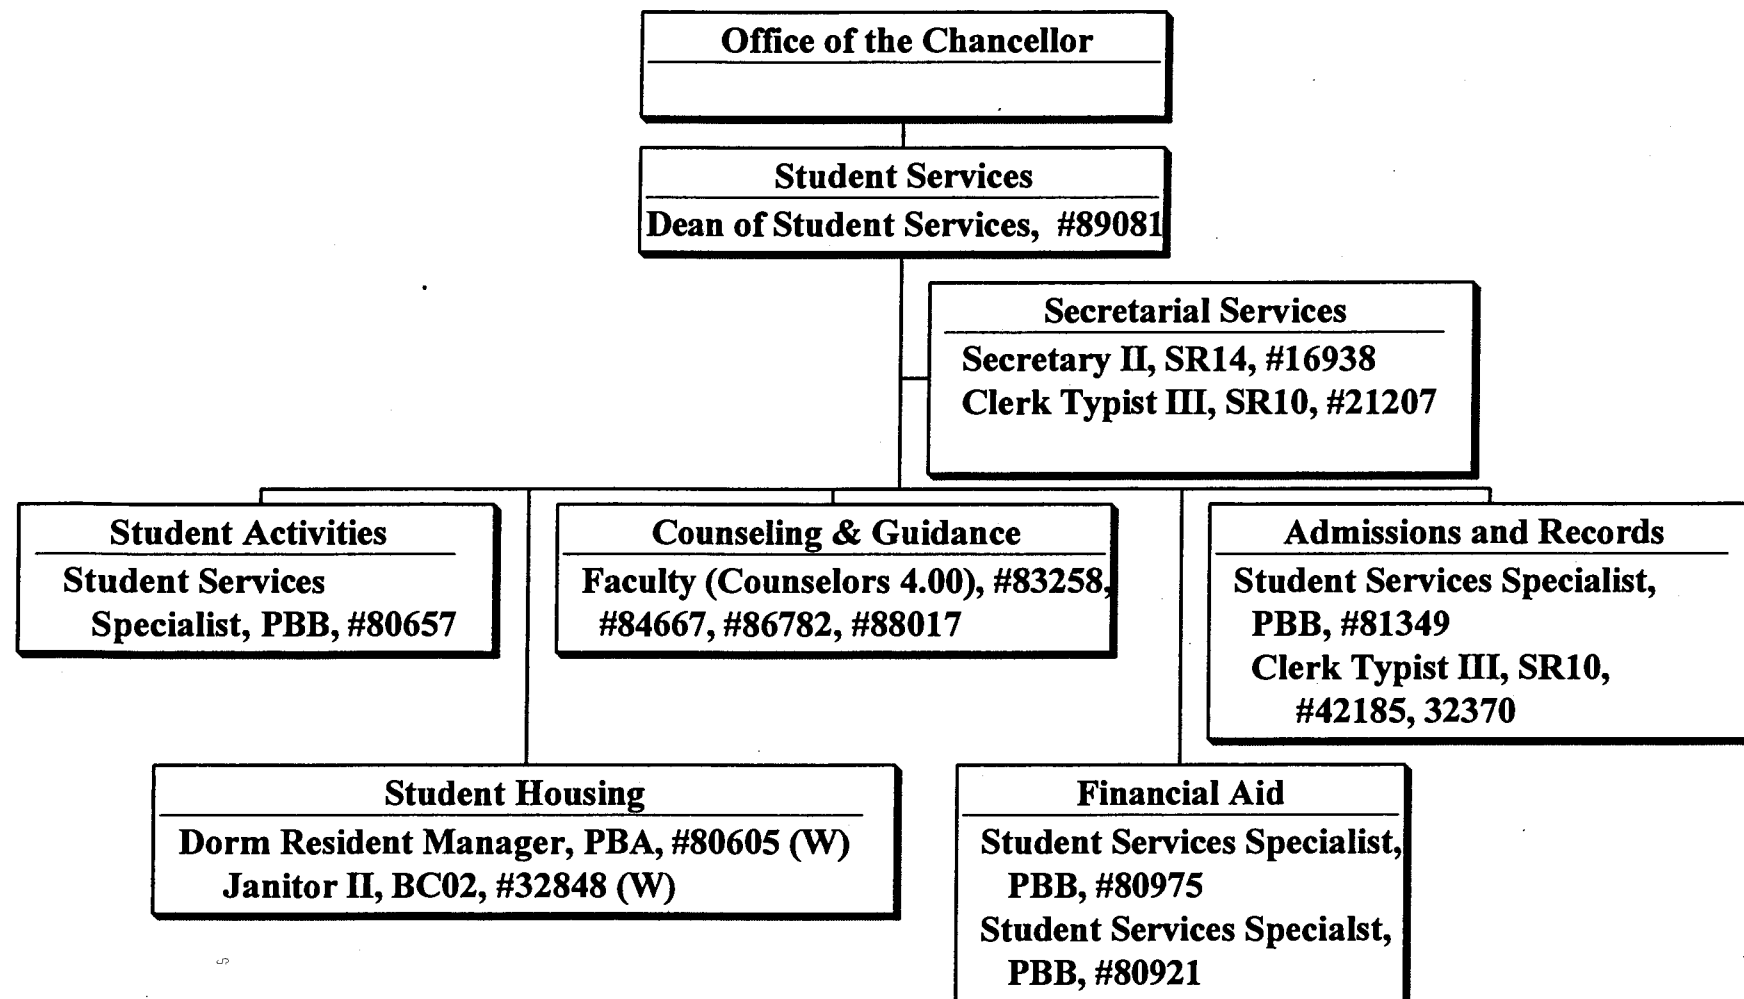 Office of the Chancellor
Student Services
Dean of Student Services, #89081
Secretarial Services
Secretary II, SR14, #16938
Clerk Typist III, SR10, #21207
Student Activities
Student Services
Specialist, PBB, #80657
Counseling & Guidance
Faculty (Counselors 4.00), #83258,
#84667, #86782, #88017
Admissions and Records
Student Services Specialist,
PBB, #81349
Clerk Typist III, SR10,
#42185, 32370
Student Housing
Dorm Resident Manager, PBA, #80605 (W)
Janitor II, BC02, #32848 (W)
Financial Aid
Student Services Specialist,
PBB, #80975
Student Services Specialst,
PBB, #80921